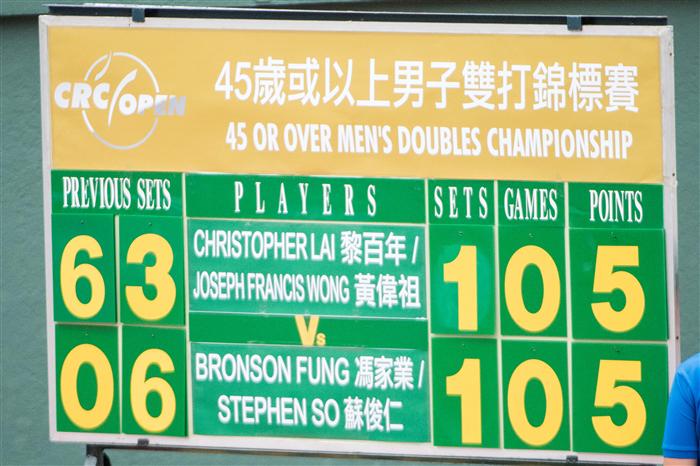 CRC OPEN
45歲或以上男子雙打錦標賽
45 OR OVER MEN'S DOUBLES CHAMPIONSHIP
PREVIOUS SETS PLAYERS SETS GAMES POINTS
6 3 CHRISTOPHER LAI 黎百年 / 1 0 5
JOSEPH FRANCIS WONG 黃偉祖
Vs
0 6 BRONSON FUNG 馮家業 / 1 0 5
STEPHEN SO 蘇俊仁